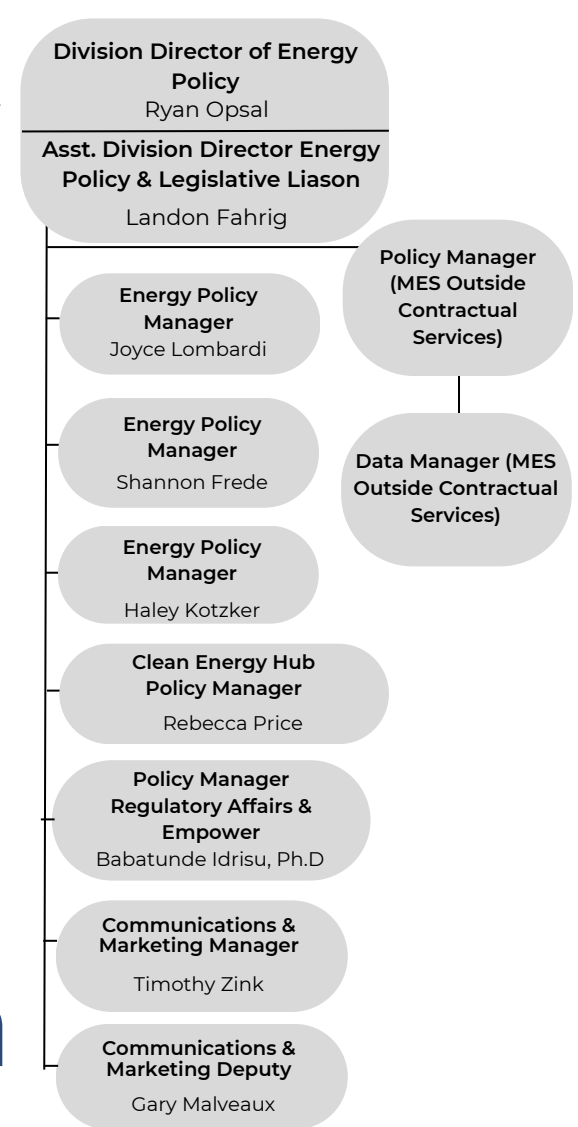 Division Director of Energy
Policy
Ryan Opsal
Asst. Division Director Energy
Policy & Legislative Liason
Landon Fahrig
Policy Manager
(MES Outside
Contractual
Services)
Data Manager (MES
Outside Contractual
Services)
Energy Policy
Manager
Joyce Lombardi
Energy Policy
Manager
Shannon Frede
Energy Policy
Manager
Haley Kotzker
Clean Energy Hub
Policy Manager
Rebecca Price
Policy Manager
Regulatory Affairs &
Empower
Babatunde Idrisu, Ph.D
Communications &
Marketing Manager
Timothy Zink
Communications &
Marketing Deputy
Gary Malveaux